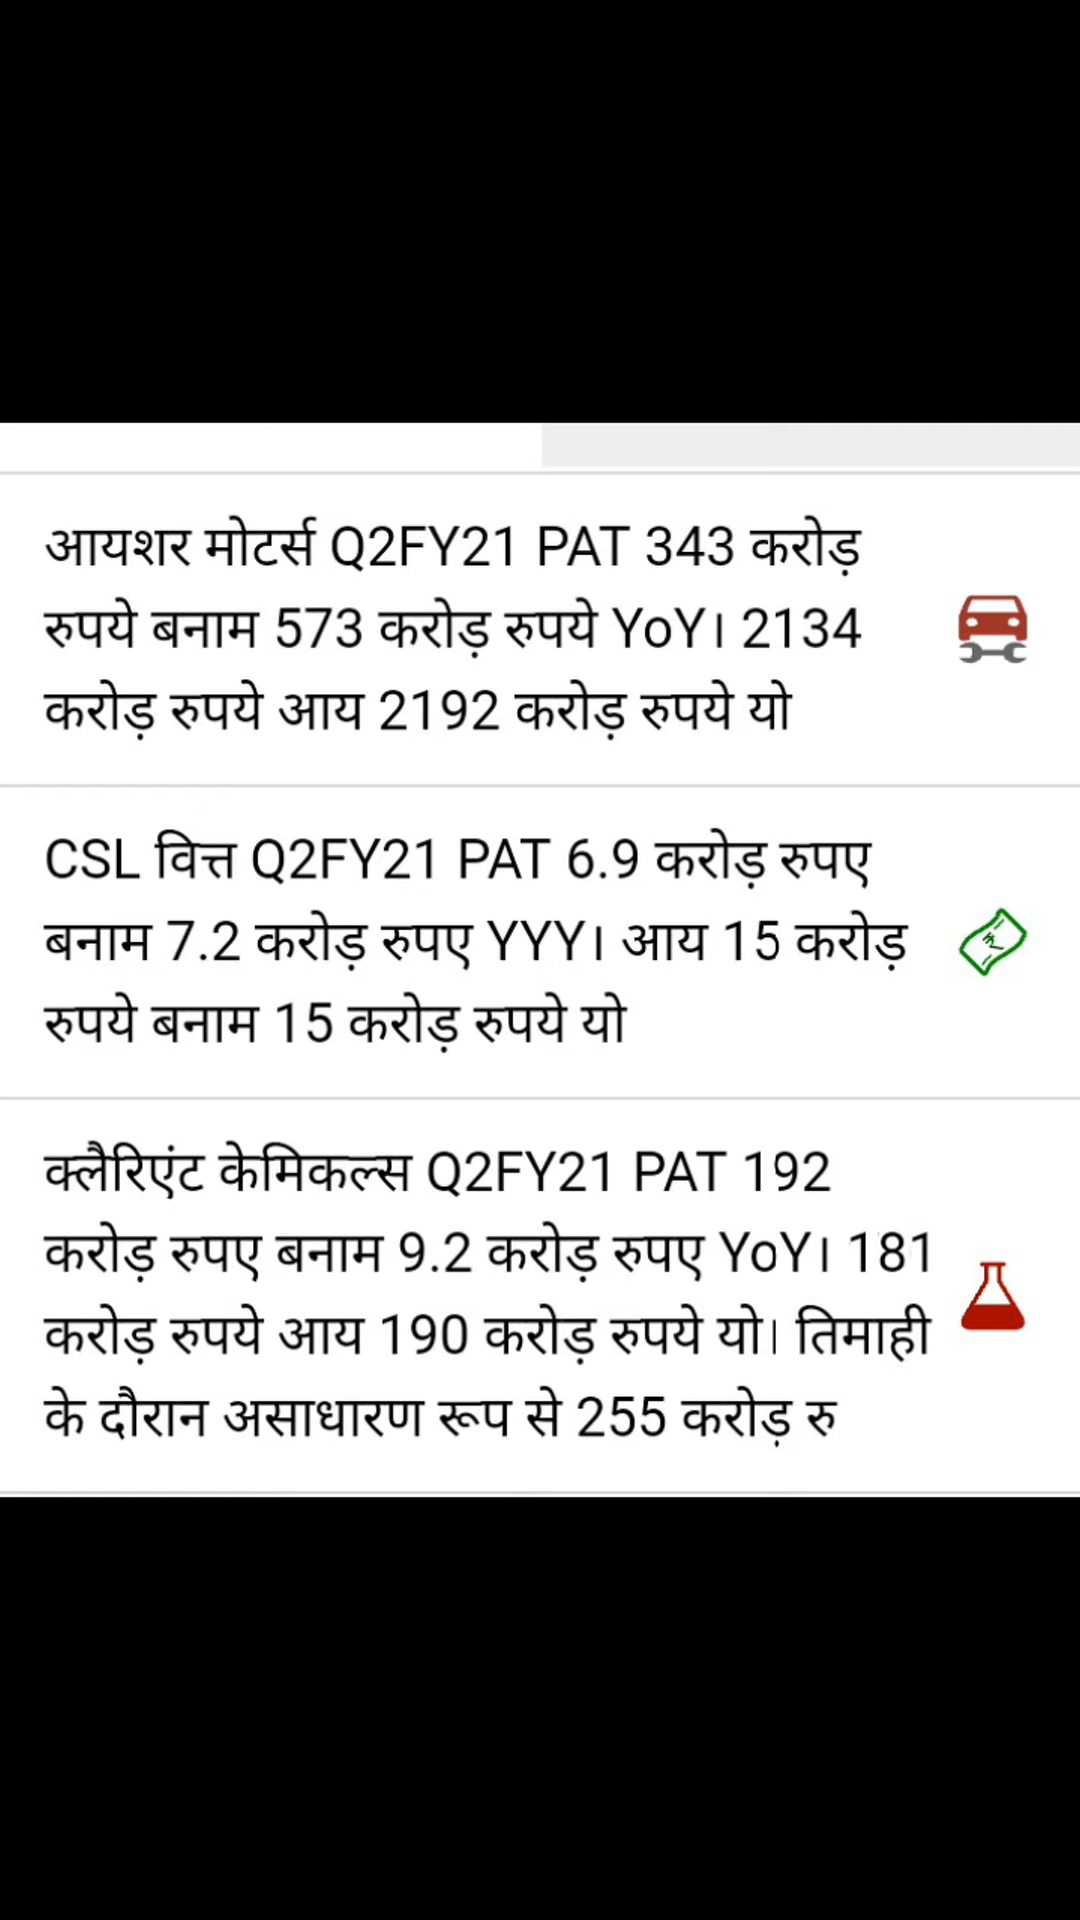 आयशर मोटर्स Q2FY21 PAT 343 करोड़
रुपये बनाम 573 करोड़ रुपये YoY। 2134
करोड़ रुपये आय 2192 करोड़ रुपये यो
CSL वित्त Q2FY21 PAT 6.9 करोड़ रुपए
बनाम 7.2 करोड़ रुपए YYY। आय 15 करोड़
रुपये बनाम 15 करोड़ रुपये यो
क्लैरिएंट केमिकल्स Q2FY21 PAT 192
करोड़ रुपए बनाम 9.2 करोड़ रुपए YoY। 181
करोड़ रुपये आय 190 करोड़ रुपये यो। तिमाही
के दौरान असाधारण रूप से 255 करोड़ रु